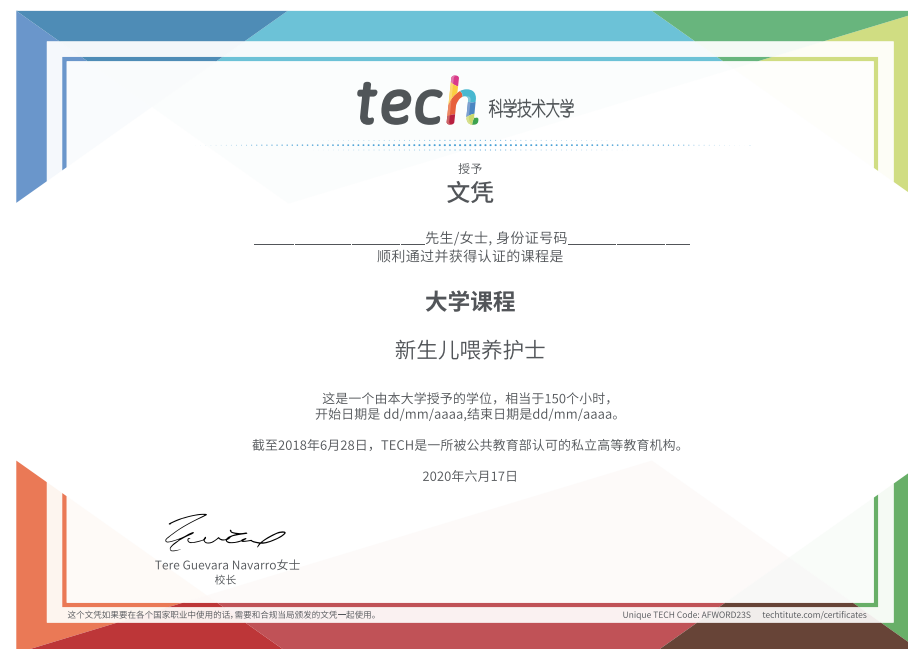 tech 科学技术大学
授予
文凭
先生/女士, 身份证号码
顺利通过并获得认证的课程是
大学课程
新生儿喂养护士
这是一个由本大学授予的学位，相当于150个小时，
开始日期是 dd/mm/aaaa,结束日期是dd/mm/aaaa。
截至2018年6月28日，TECH是一所被公共教育部认可的私立高等教育机构。
2020年六月17日
Tere Guevara Navarro女士
校长
这个文凭如果要在各个国家职业中使用的话,需要和合规当局颁发的文凭一起使用。
Unique TECH Code: AFWORD23S techtitute.com/certificates